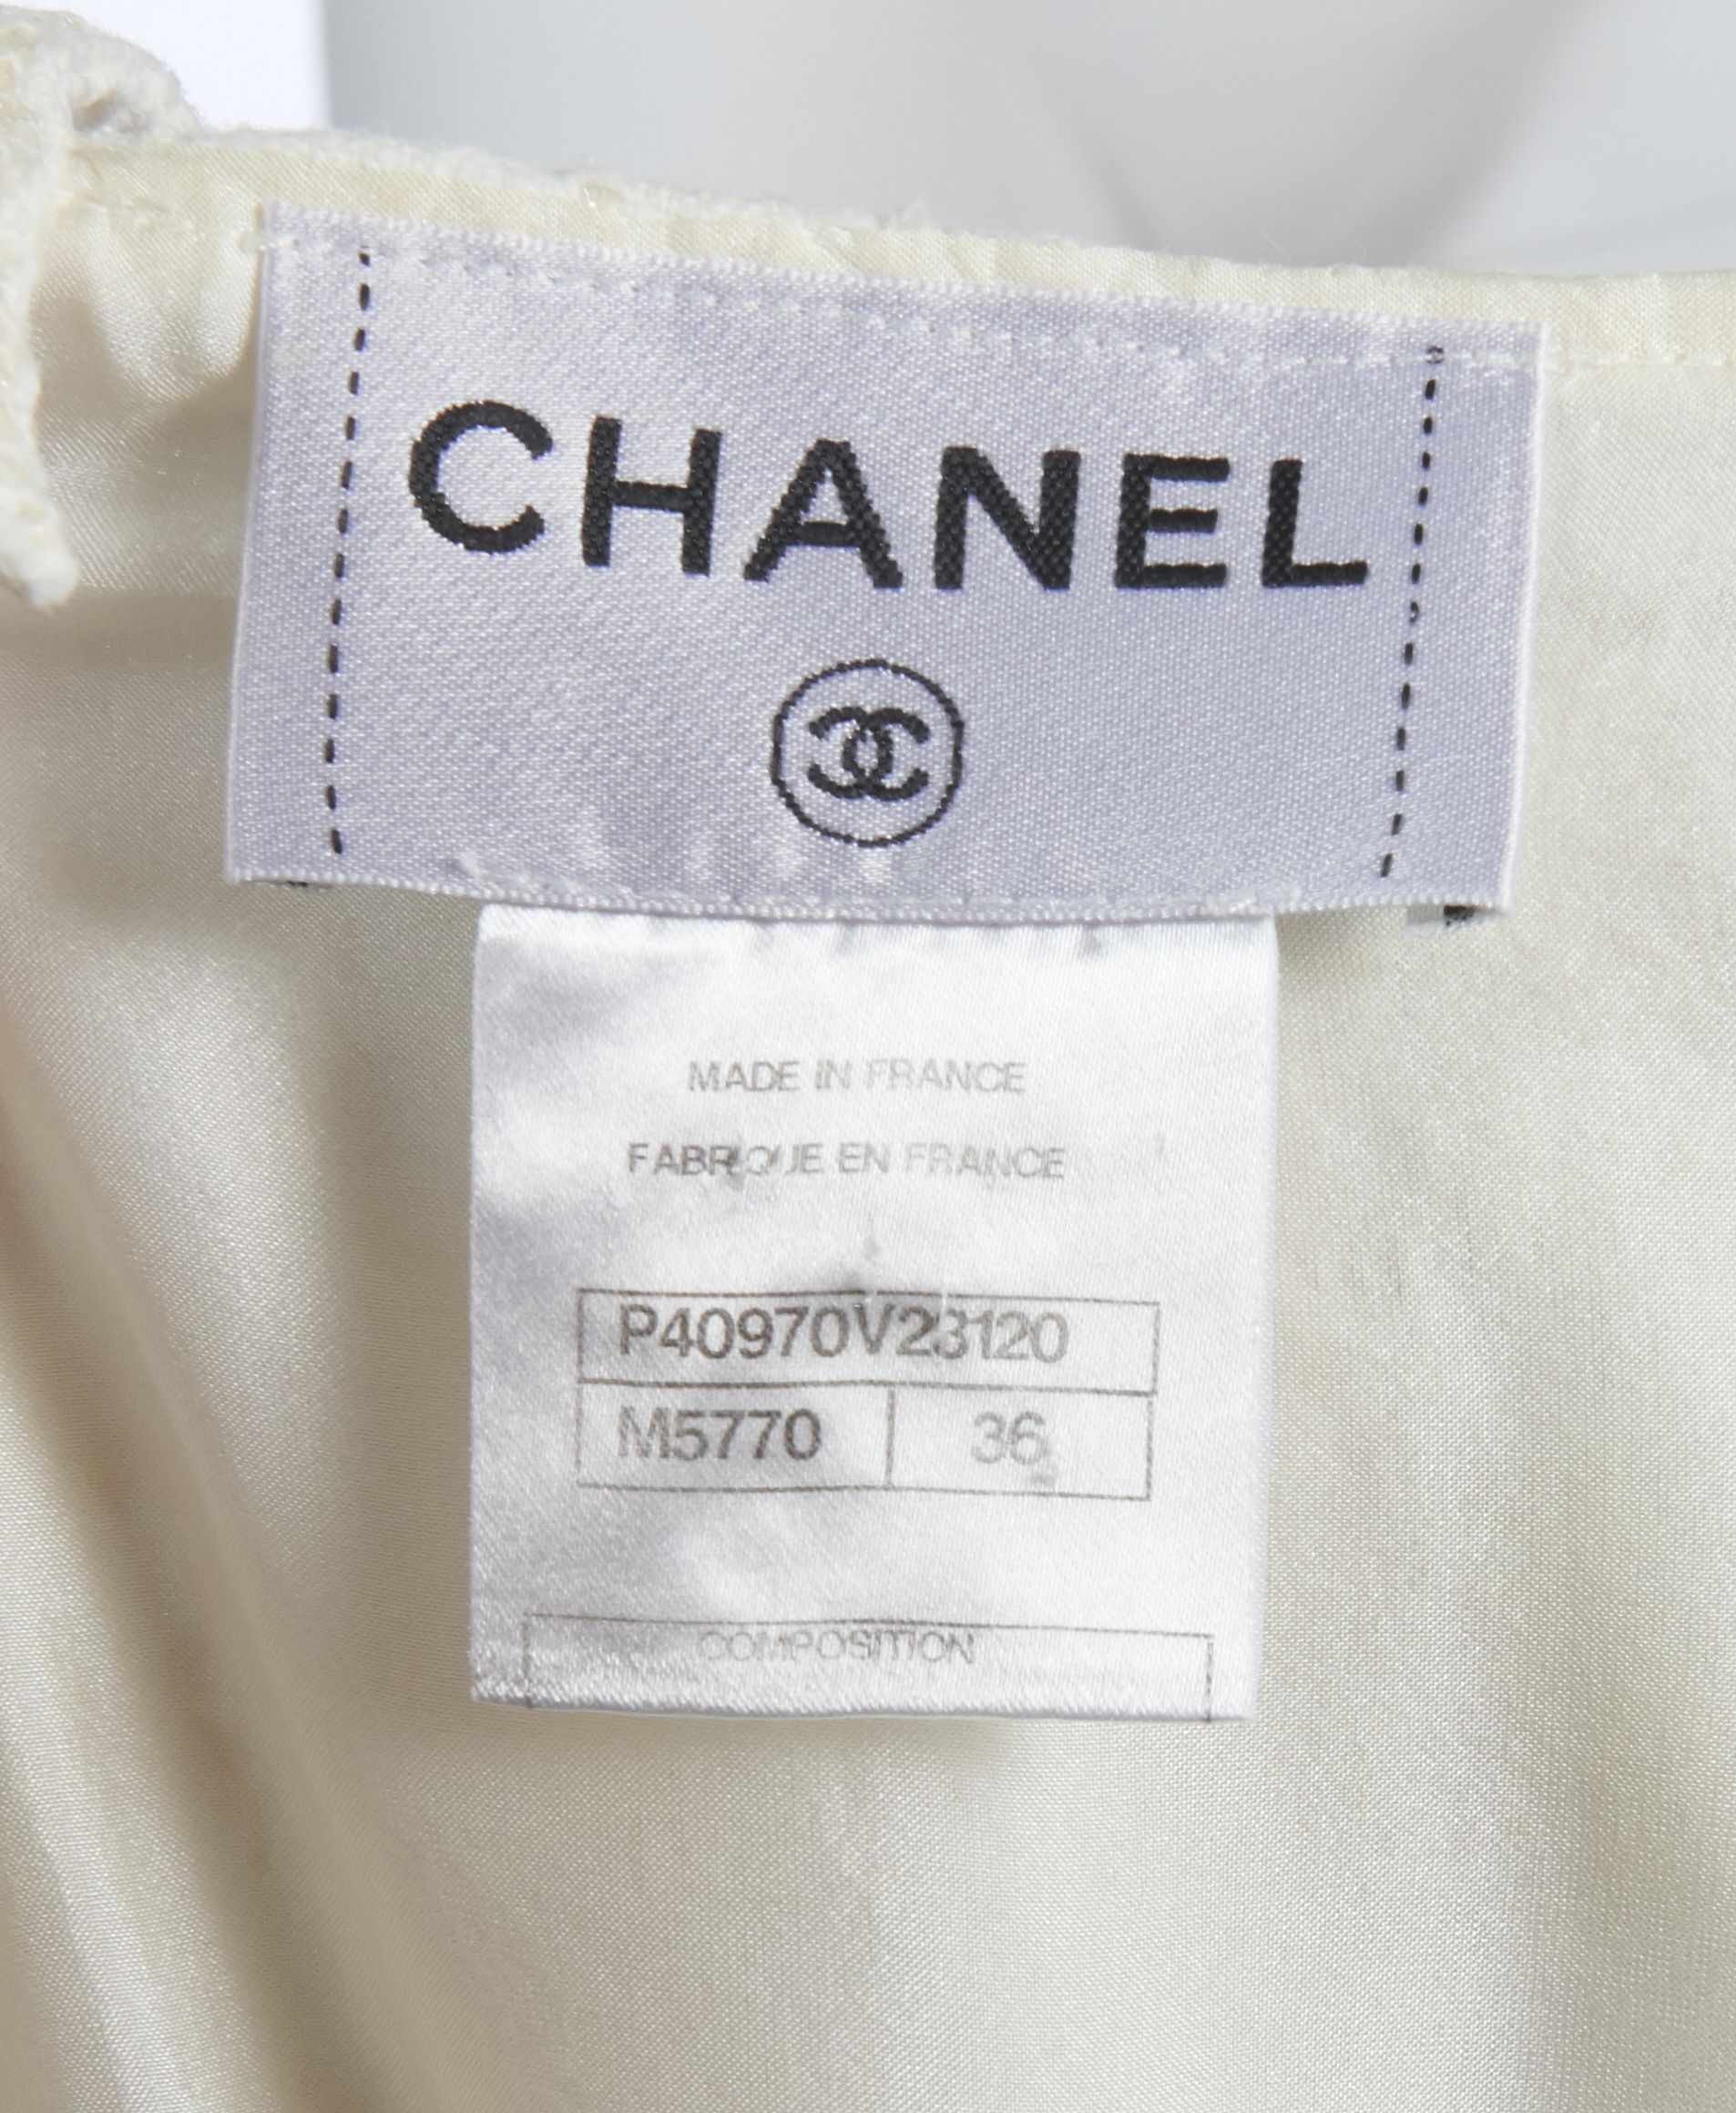 CHANEL
MADE IN FRANCE
FABRIQUE EN FRANCE
P40970V23120
M5770 36
COMPOSITION